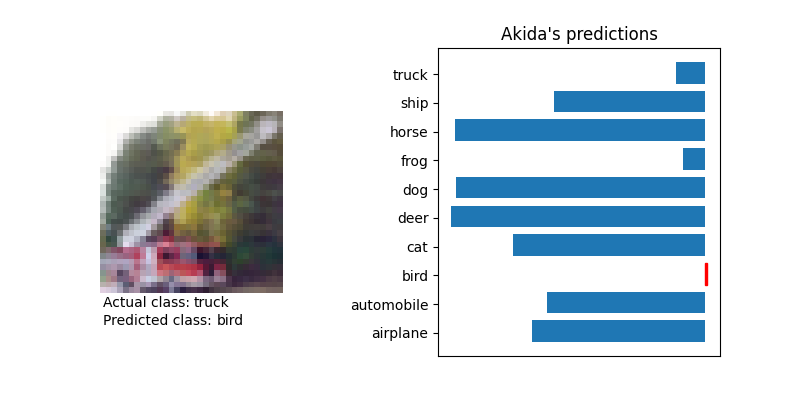 Akida's predictions
truck
ship
horse
frog
dog
deer
cat
bird
automobile
airplane
Actual class: truck
Predicted class: bird